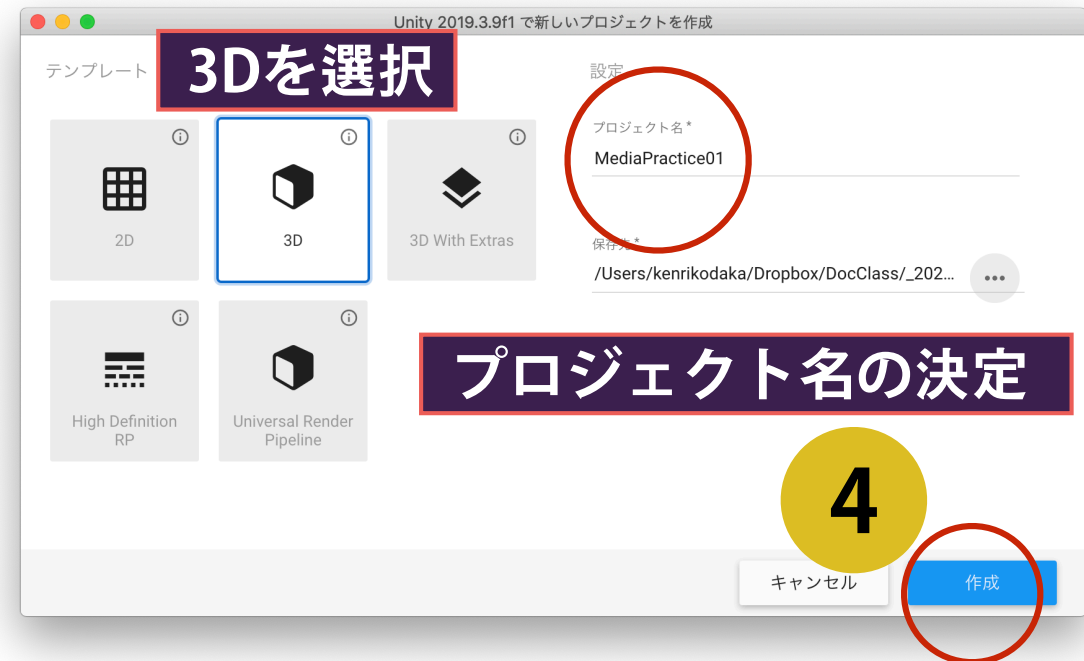 Unity 2019.3.9f1 で新しいプロジェクトを作成
テンプレート
3Dを選択
設定
2D
3D
3D With Extras
High Definition
RP
Universal Render
Pipeline
プロジェクト名 *
MediaPractice01
保存先 *
/Users/kenrikodaka/Dropbox/DocClass/_202...
プロジェクト名の決定
4
キャンセル
作成